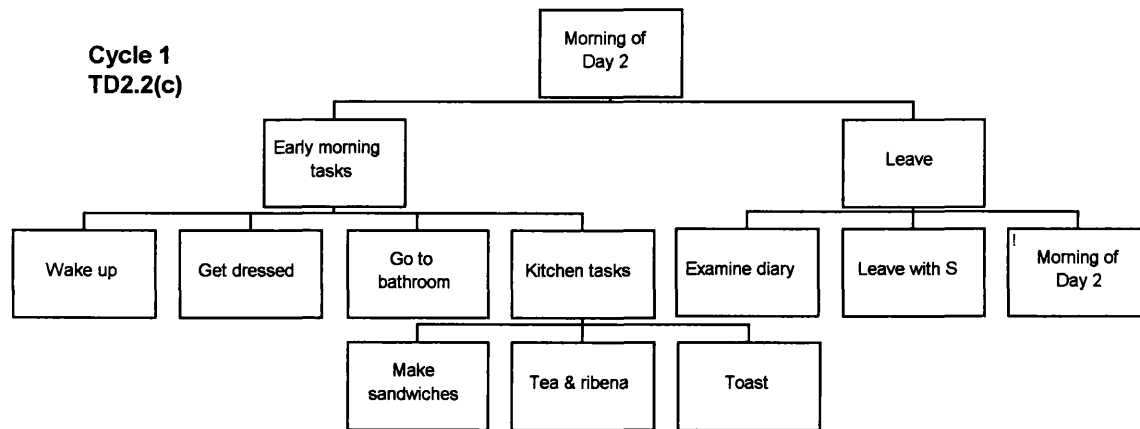 Cycle 1
TD2.2(c)
Morning of
Day 2
Early morning
tasks
Leave
Wake up
Get dressed
Go to
bathroom
Kitchen tasks
Examine diary
Leave with S
!
Morning of
Day 2
Make
sandwiches
Tea & ribena
Toast